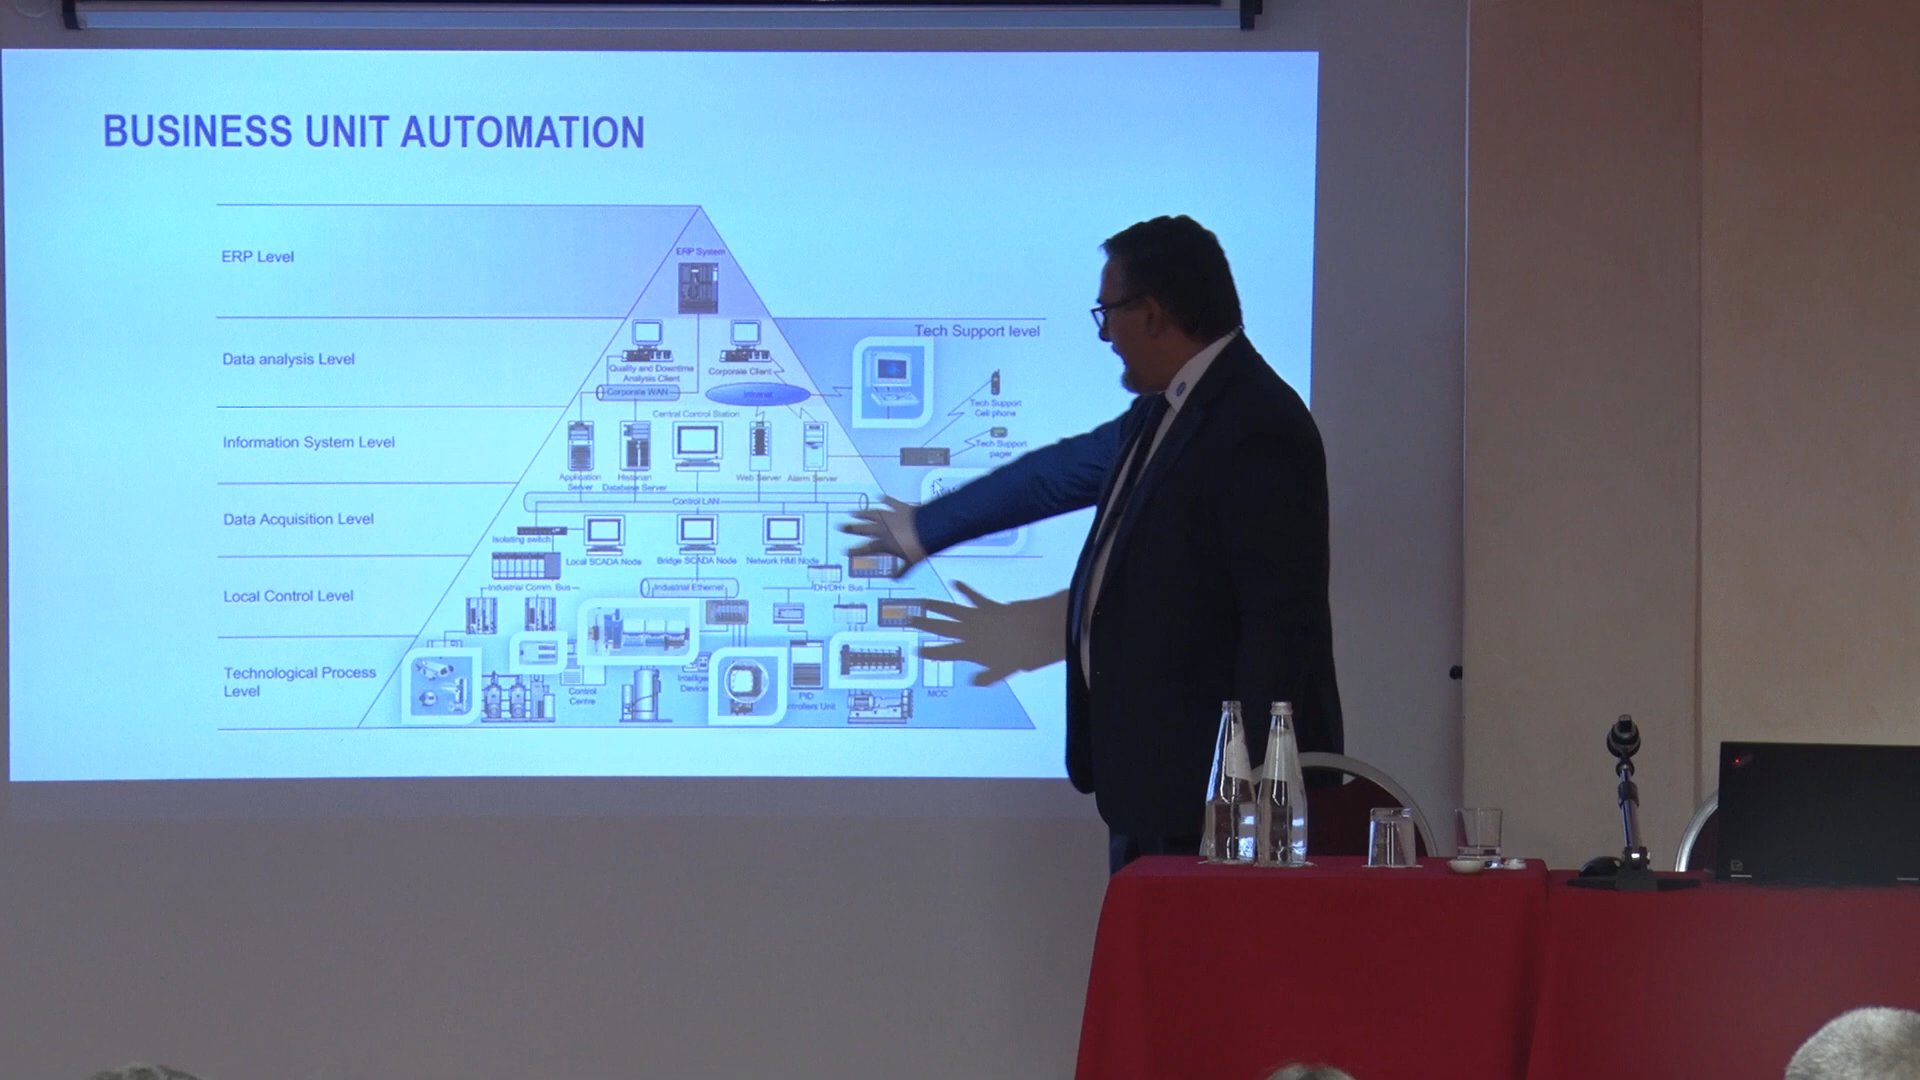 BUSINESS UNIT AUTOMATION
ERP Level
ERP System
Tech Support level
Data analysis Level
Quality and Downtime
Analysis Client
Corporate Client
Corporate WAN
Intranet
Tech Support
Cell phone
Central Control Station
Information System Level
Tech Support
pager
Application
Server
Historian
Database Server
Web Server
Alarm Server
Control LAN
Data Acquisition Level
Isolating switch
Local SCADA Node
Bridge SCADA Node
Network HMI Node
Industrial Comm. Bus
Industrial Ethernet
DH/DH+ Bus
Local Control Level
Technological Process
Level
Control
Centre
PID
MCC